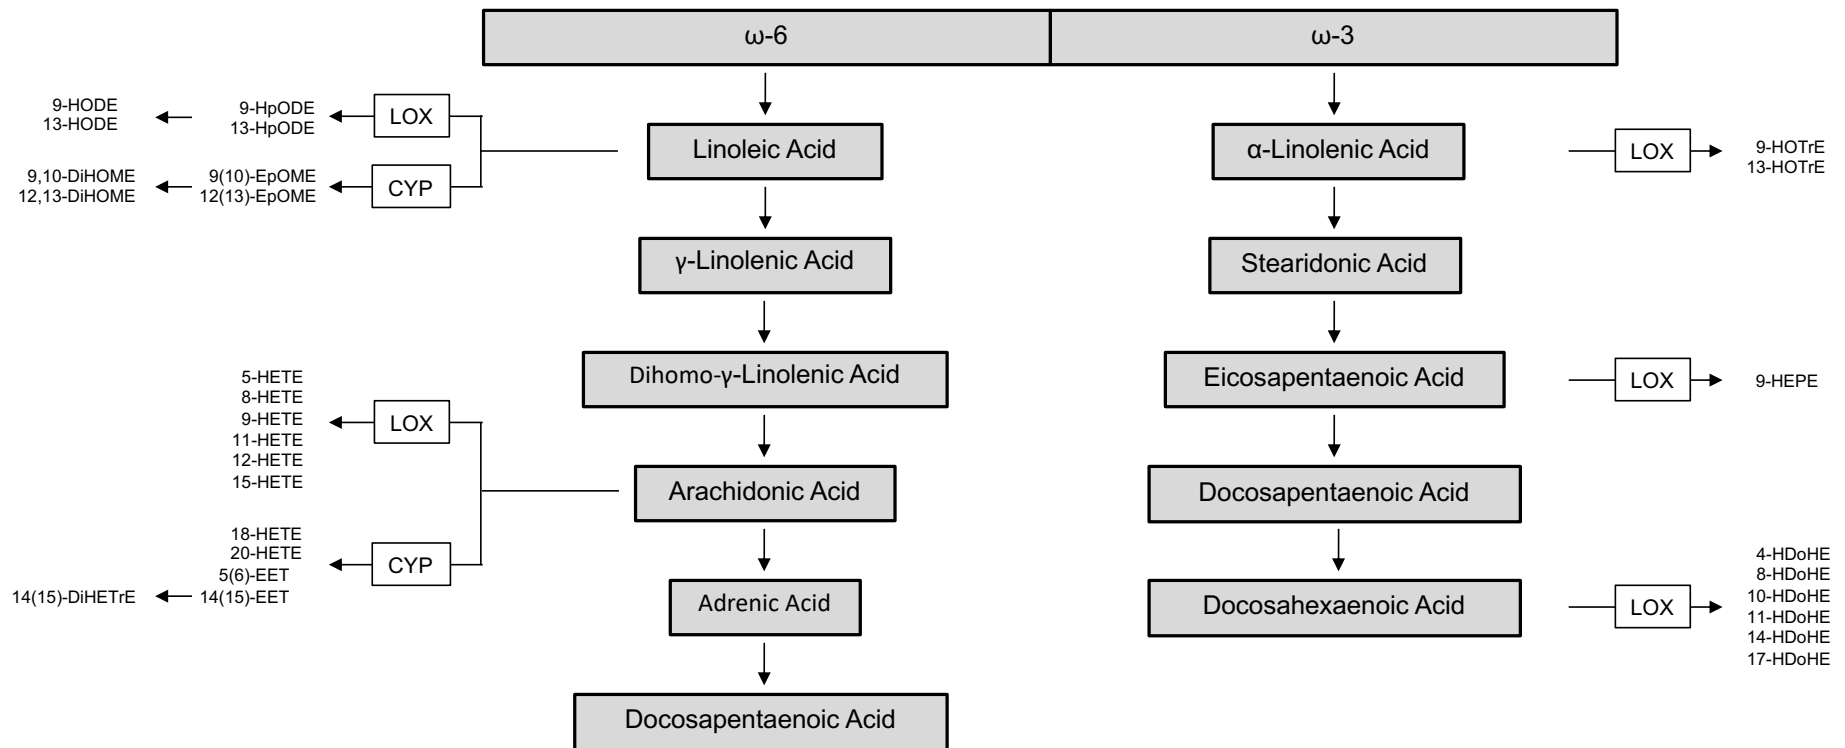 ω-6
ω-3
9-HODE
13-HODE
9-HpODE
13-HpODE
LOX
Linoleic Acid
9,10-DiHOME
12,13-DiHOME
9(10)-EpOME
12(13)-EpOME
CYP
α-Linolenic Acid
LOX
9-HOTrE
13-HOTrE
γ-Linolenic Acid
Stearidonic Acid
Dihomo-γ-Linolenic Acid
Eicosapentaenoic Acid
LOX
9-HEPE
5-HETE
8-HETE
9-HETE
11-HETE
12-HETE
15-HETE
LOX
Arachidonic Acid
Docosapentaenoic Acid
18-HETE
20-HETE
5(6)-EET
14(15)-EET
CYP
14(15)-DiHETrE
Adrenic Acid
Docosahexaenoic Acid
LOX
4-HDoHE
8-HDoHE
10-HDoHE
11-HDoHE
14-HDoHE
17-HDoHE
Docosapentaenoic Acid